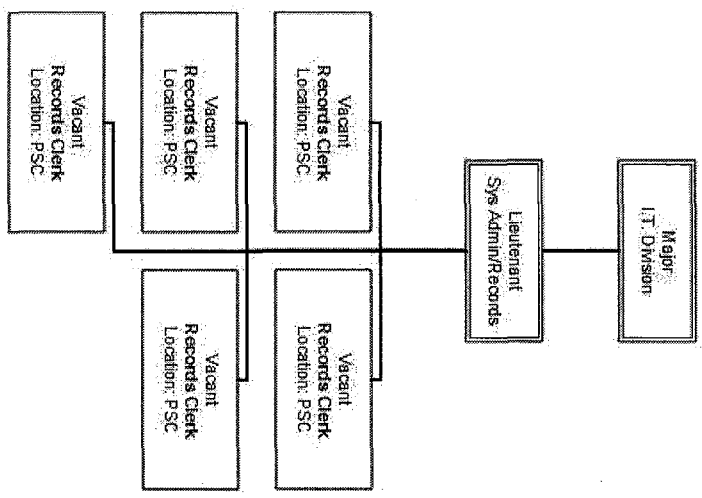 Major
I.T. Division
Lieutenant
Sys Admin/Records
Vacant
Records Clerk
Location: PSC
Vacant
Records Clerk
Location: PSC
Vacant
Records Clerk
Location: PSC
Vacant
Records Clerk
Location: PSC
Vacant
Records Clerk
Location: PSC